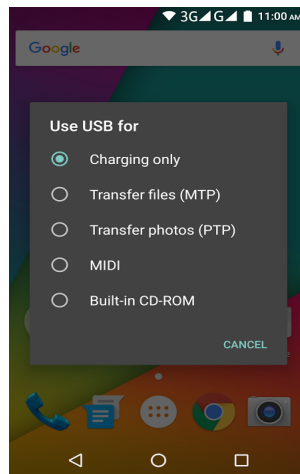 3G G 11:00 AM
Google
Use USB for
Charging only
Transfer files (MTP)
Transfer photos (PTP)
MIDI
Built-in CD-ROM
CANCEL